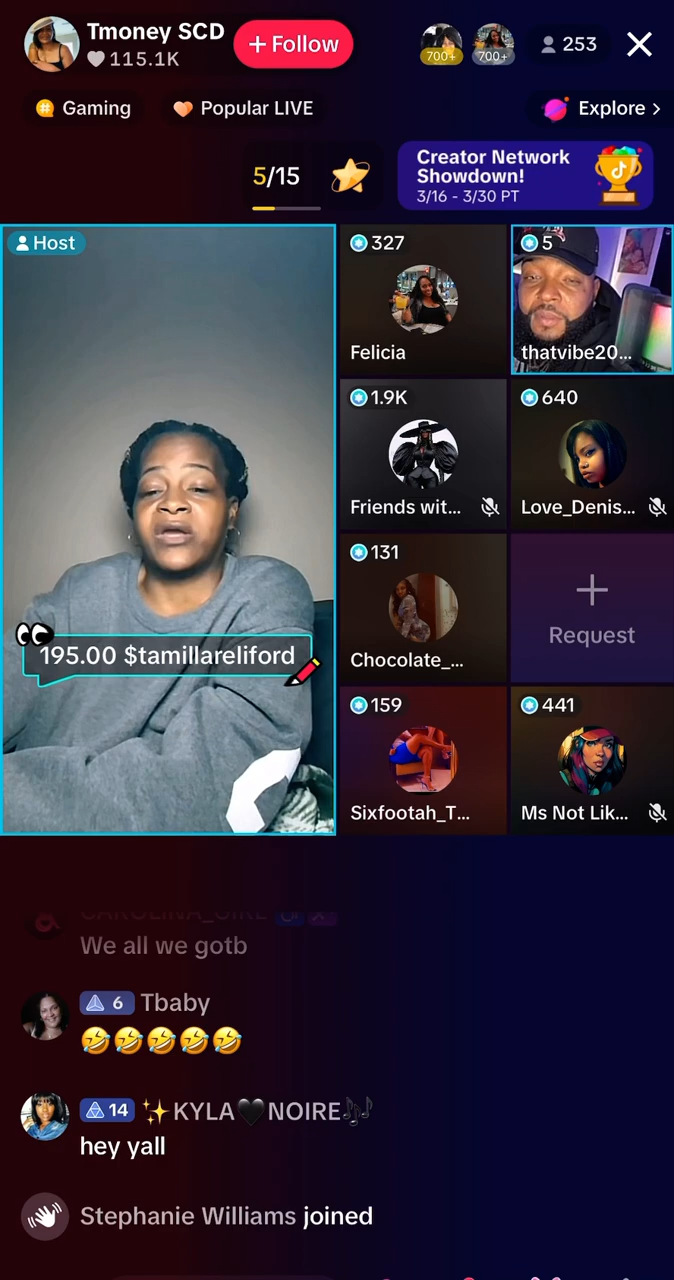 Tmoney SCD
115.1K
+ Follow
700+
700+
253
Gaming
Popular LIVE
Explore >
5/15
Creator Network
Showdown!
3/16 - 3/30 PT
Host
327
Felicia
5
thatvibe20...
1.9K
Friends wit...
640
Love_Denis...
131
Chocolate_...
Request
159
Sixfootah_T...
441
Ms Not Lik...
👀
195.00 $tamillareliford
CAROLINA_GIRL
We all we gotb
6 Tbaby
🤣🤣🤣🤣🤣
14 ✨KYLA🖤NOIRE🎶
hey yall
Stephanie Williams joined